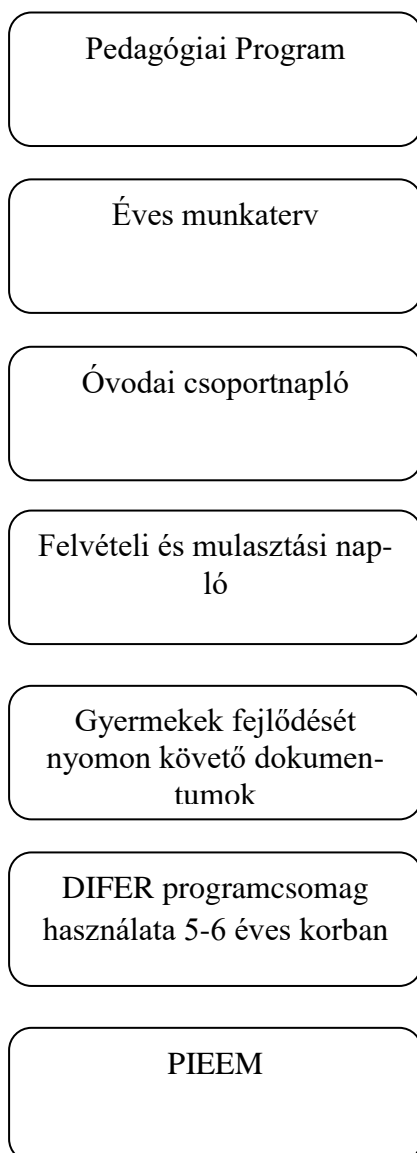 Pedagógiai Program
Éves munkaterv
Óvodai csoportnapló
Felvételi és mulasztási nap-
ló
Gyermekek fejlődését
nyomon követő dokumen-
tumok
DIFER programcsomag
használata 5-6 éves korban
PIEEM